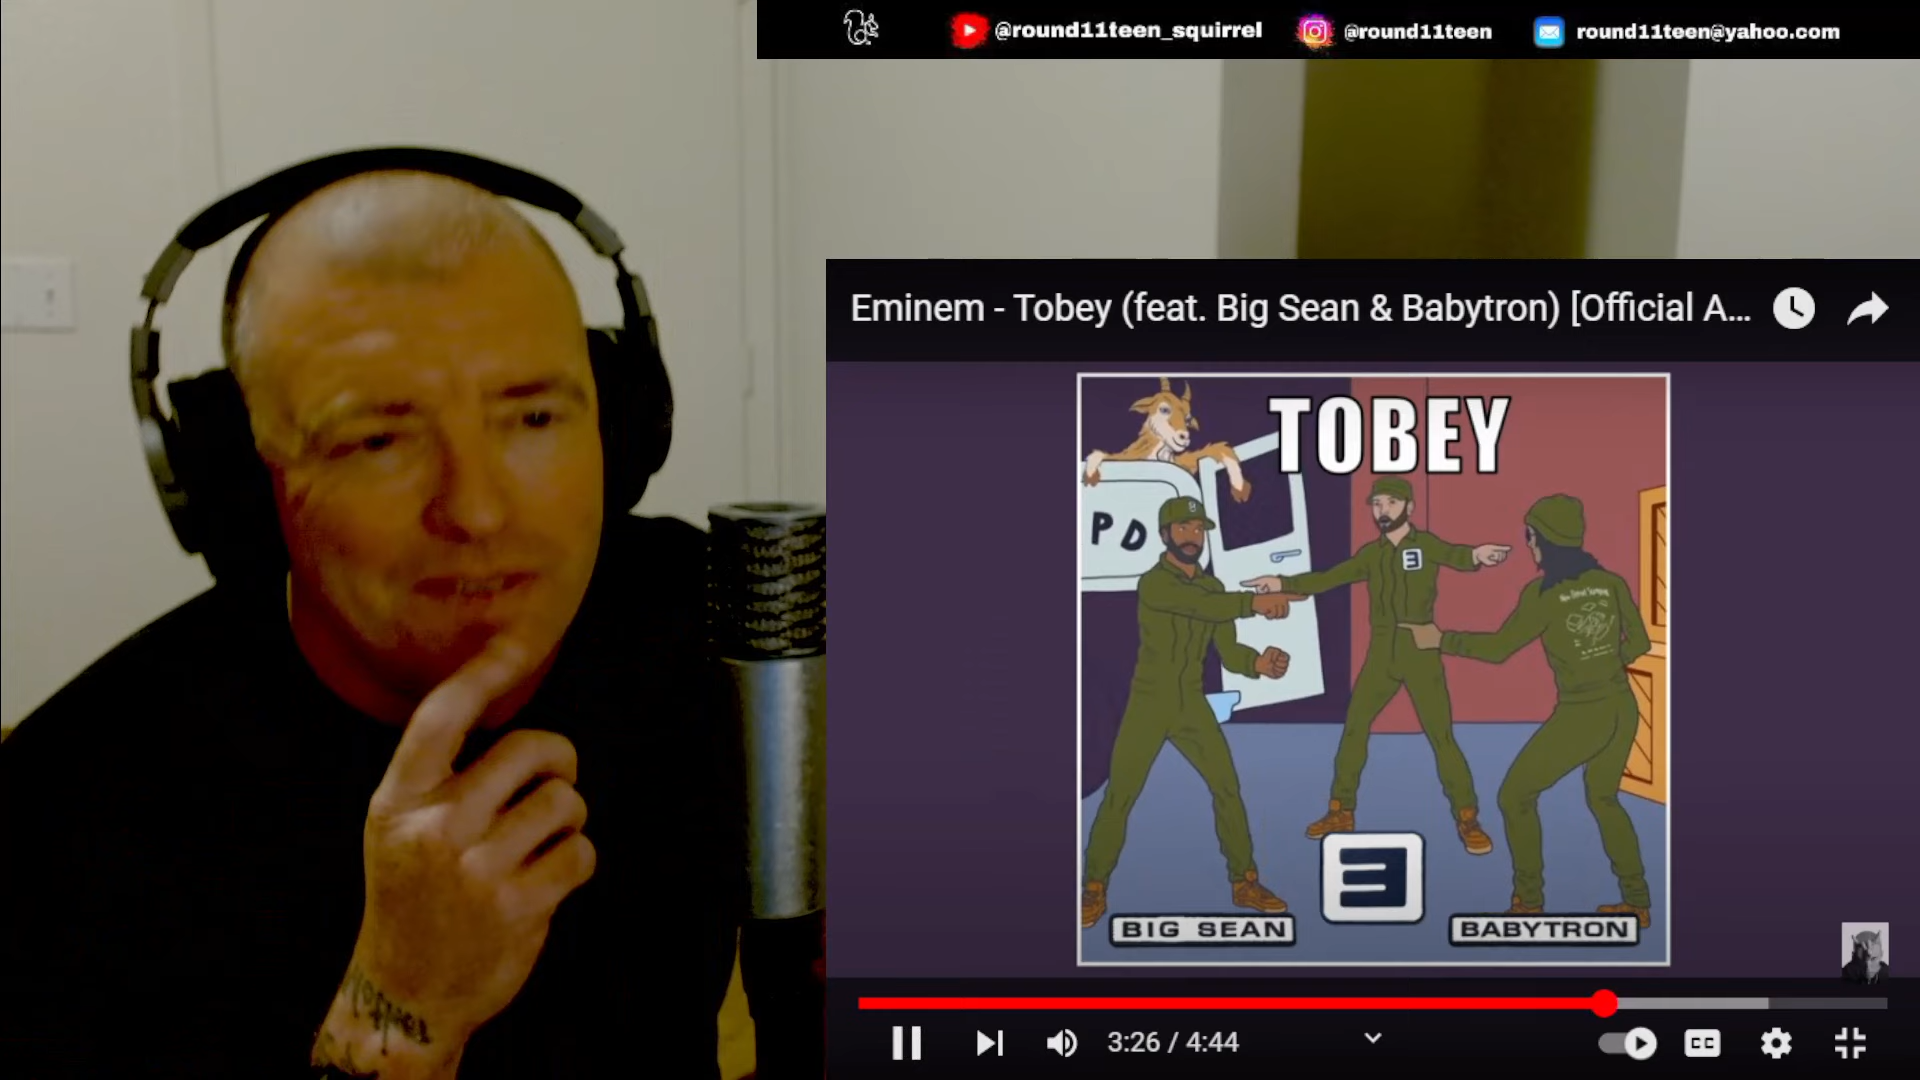 @round11teen_squirrel @round11teen round11teen@yahoo.com
Eminem - Tobey (feat. Big Sean & Babytron) [Official A...
TOBEY
PD
BIG SEAN
BABYTRON
3:26 / 4:44
CC